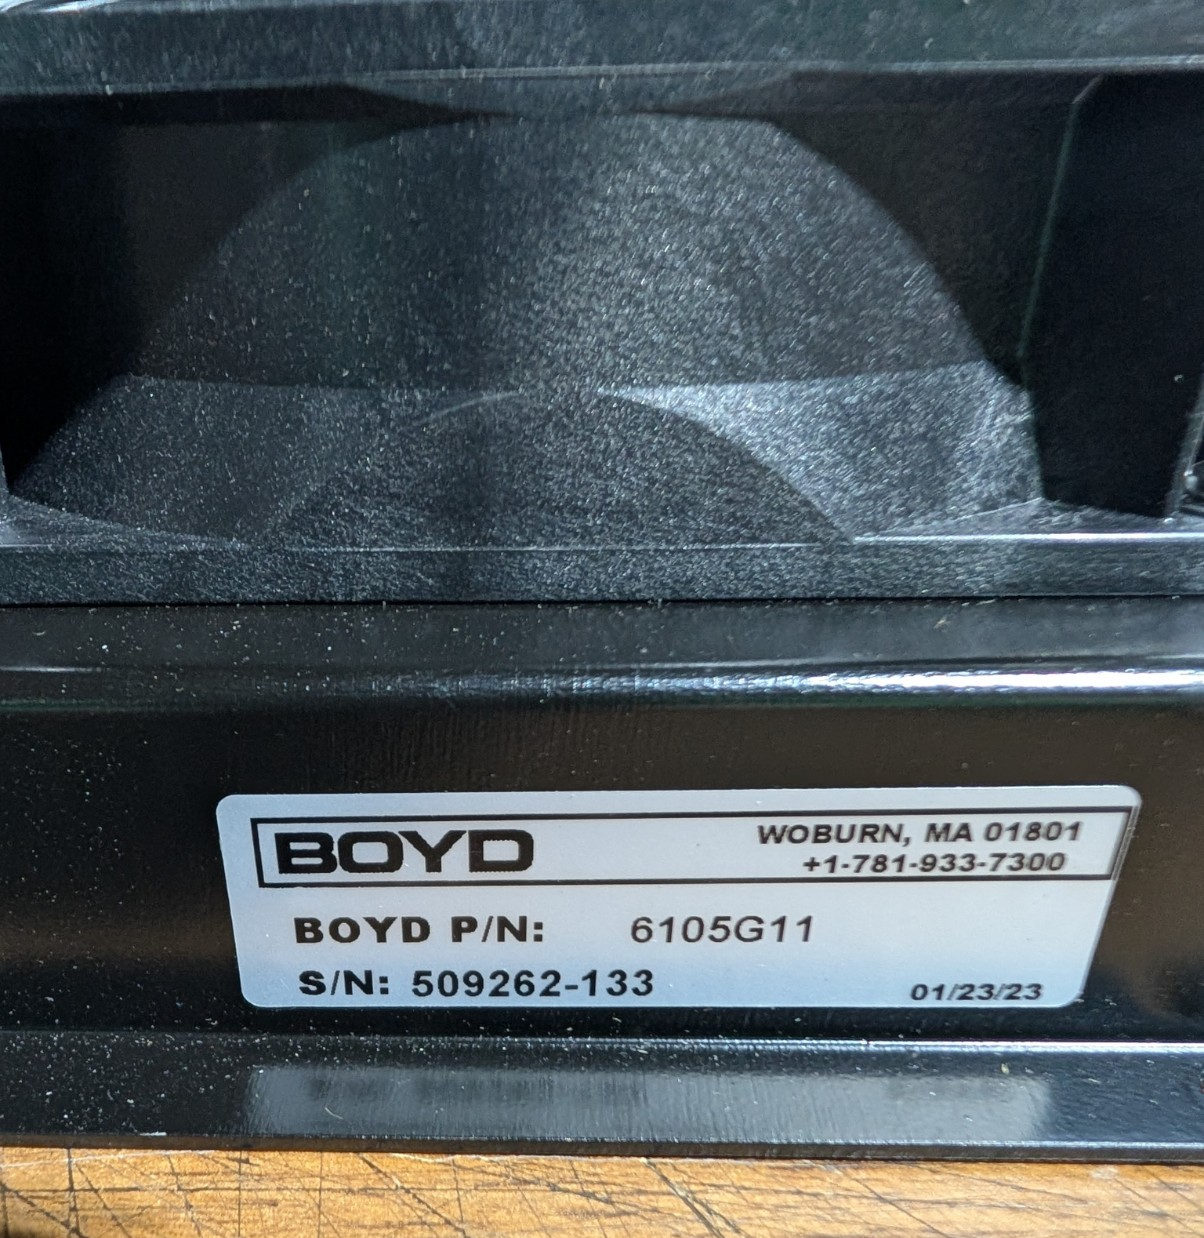 BOYD
WOBURN, MA 01801
+1-781-933-7300
BOYD P/N: 6105G11
S/N: 509262-133
01/23/23